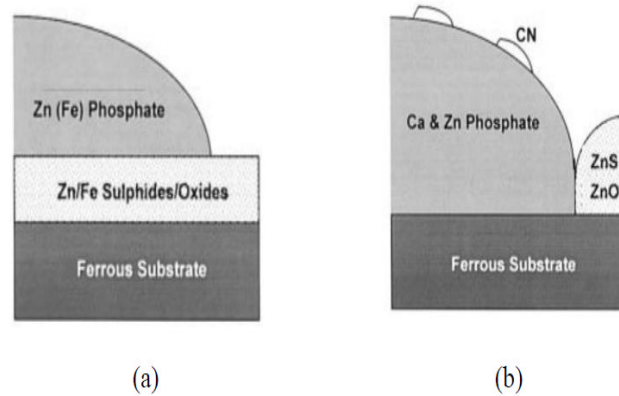 Zn (Fe) Phosphate
Zn/Fe Sulphides/Oxides
Ferrous Substrate
(a)
CN
Ca & Zn Phosphate
ZnS
ZnO
Ferrous Substrate
(b)